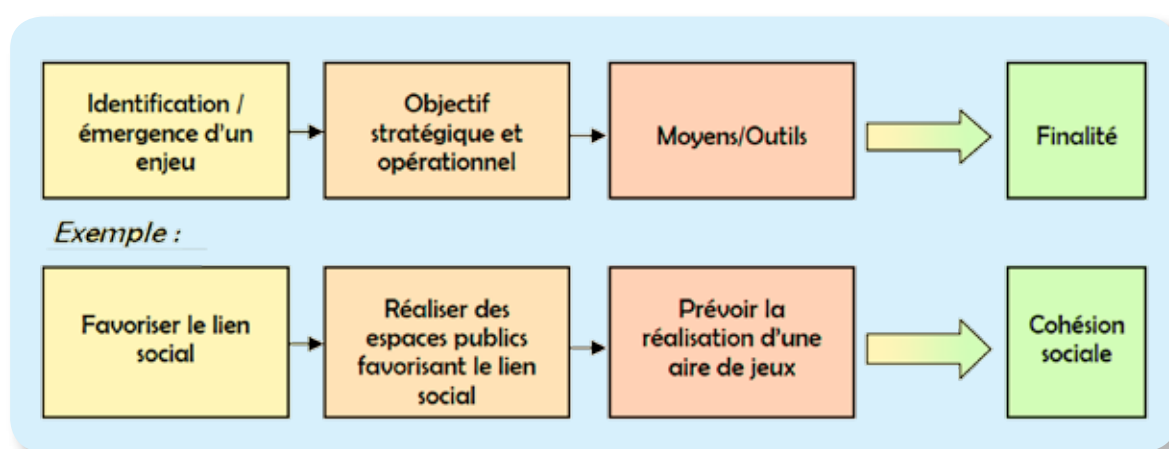 Identification /
émergence d'un
enjeu
Objectif
stratégique et
opérationnel
Moyens/Outils
Finalité
Exemple :
Favoriser le lien
social
Réaliser des
espaces publics
favorisant le lien
social
Prévoir la
réalisation d'une
aire de jeux
Cohésion
sociale